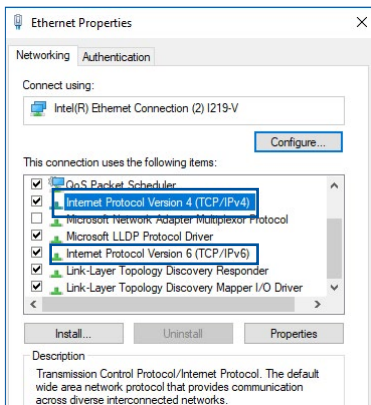 Ethernet Properties
Networking Authentication
Connect using:
Intel(R) Ethernet Connection (2) I219-V
Configure...
This connection uses the following items:
QoS Packet Scheduler
Internet Protocol Version 4 (TCP/IPv4)
Microsoft Network Adapter Multiplexor Protocol
Microsoft LLDP Protocol Driver
Internet Protocol Version 6 (TCP/IPv6)
Link-Layer Topology Discovery Responder
Link-Layer Topology Discovery Mapper I/O Driver
Install... Uninstall Properties
Description
Transmission Control Protocol/Internet Protocol. The default
wide area network protocol that provides communication
across diverse interconnected networks.